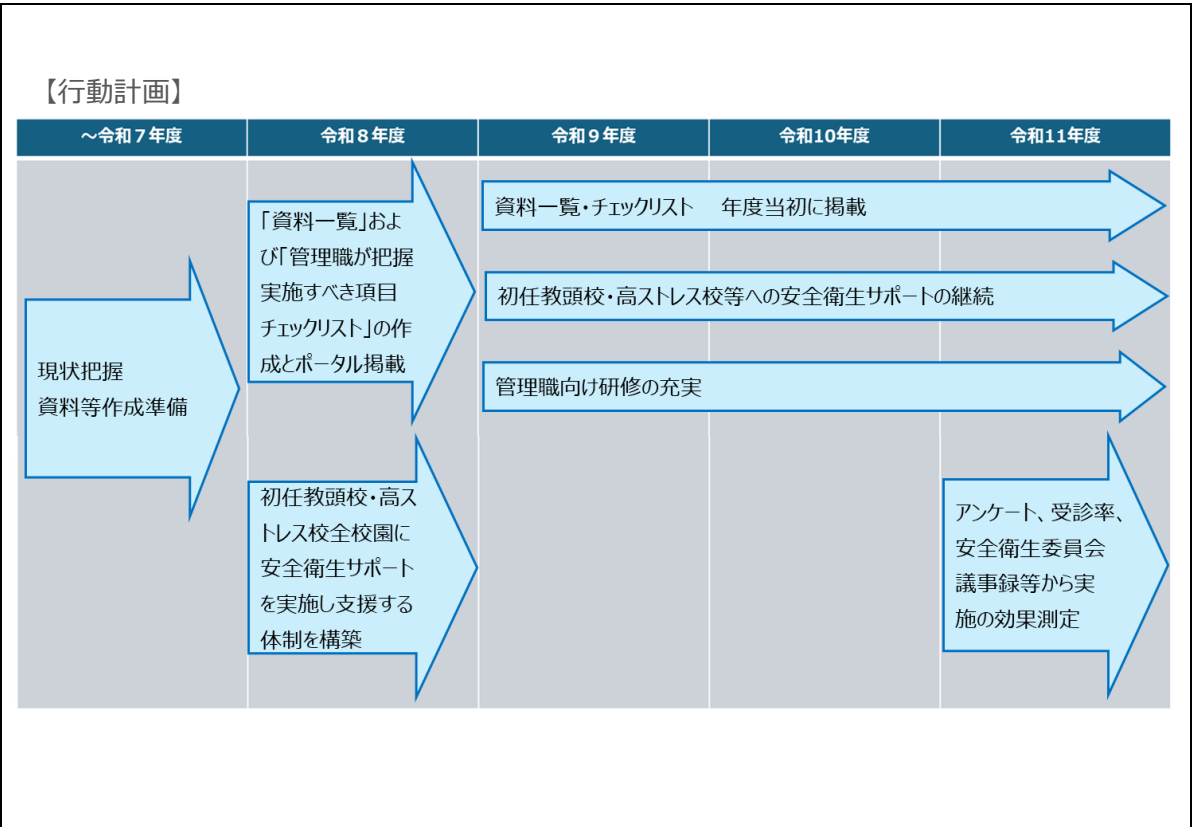 【行動計画】
～令和７年度
令和８年度
令和９年度
令和10年度
令和11年度
現状把握
資料等作成準備
「資料一覧」およ
び「管理職が把握
実施すべき項目
チェックリスト」の作
成とポータル掲載
初任教頭校・高ス
トレス校全校園に
安全衛生サポート
を実施し支援する
体制を構築
資料一覧・チェックリスト　年度当初に掲載
初任教頭校・高ストレス校等への安全衛生サポートの継続
管理職向け研修の充実
アンケート、受診率、
安全衛生委員会
議事録等から実
施の効果測定